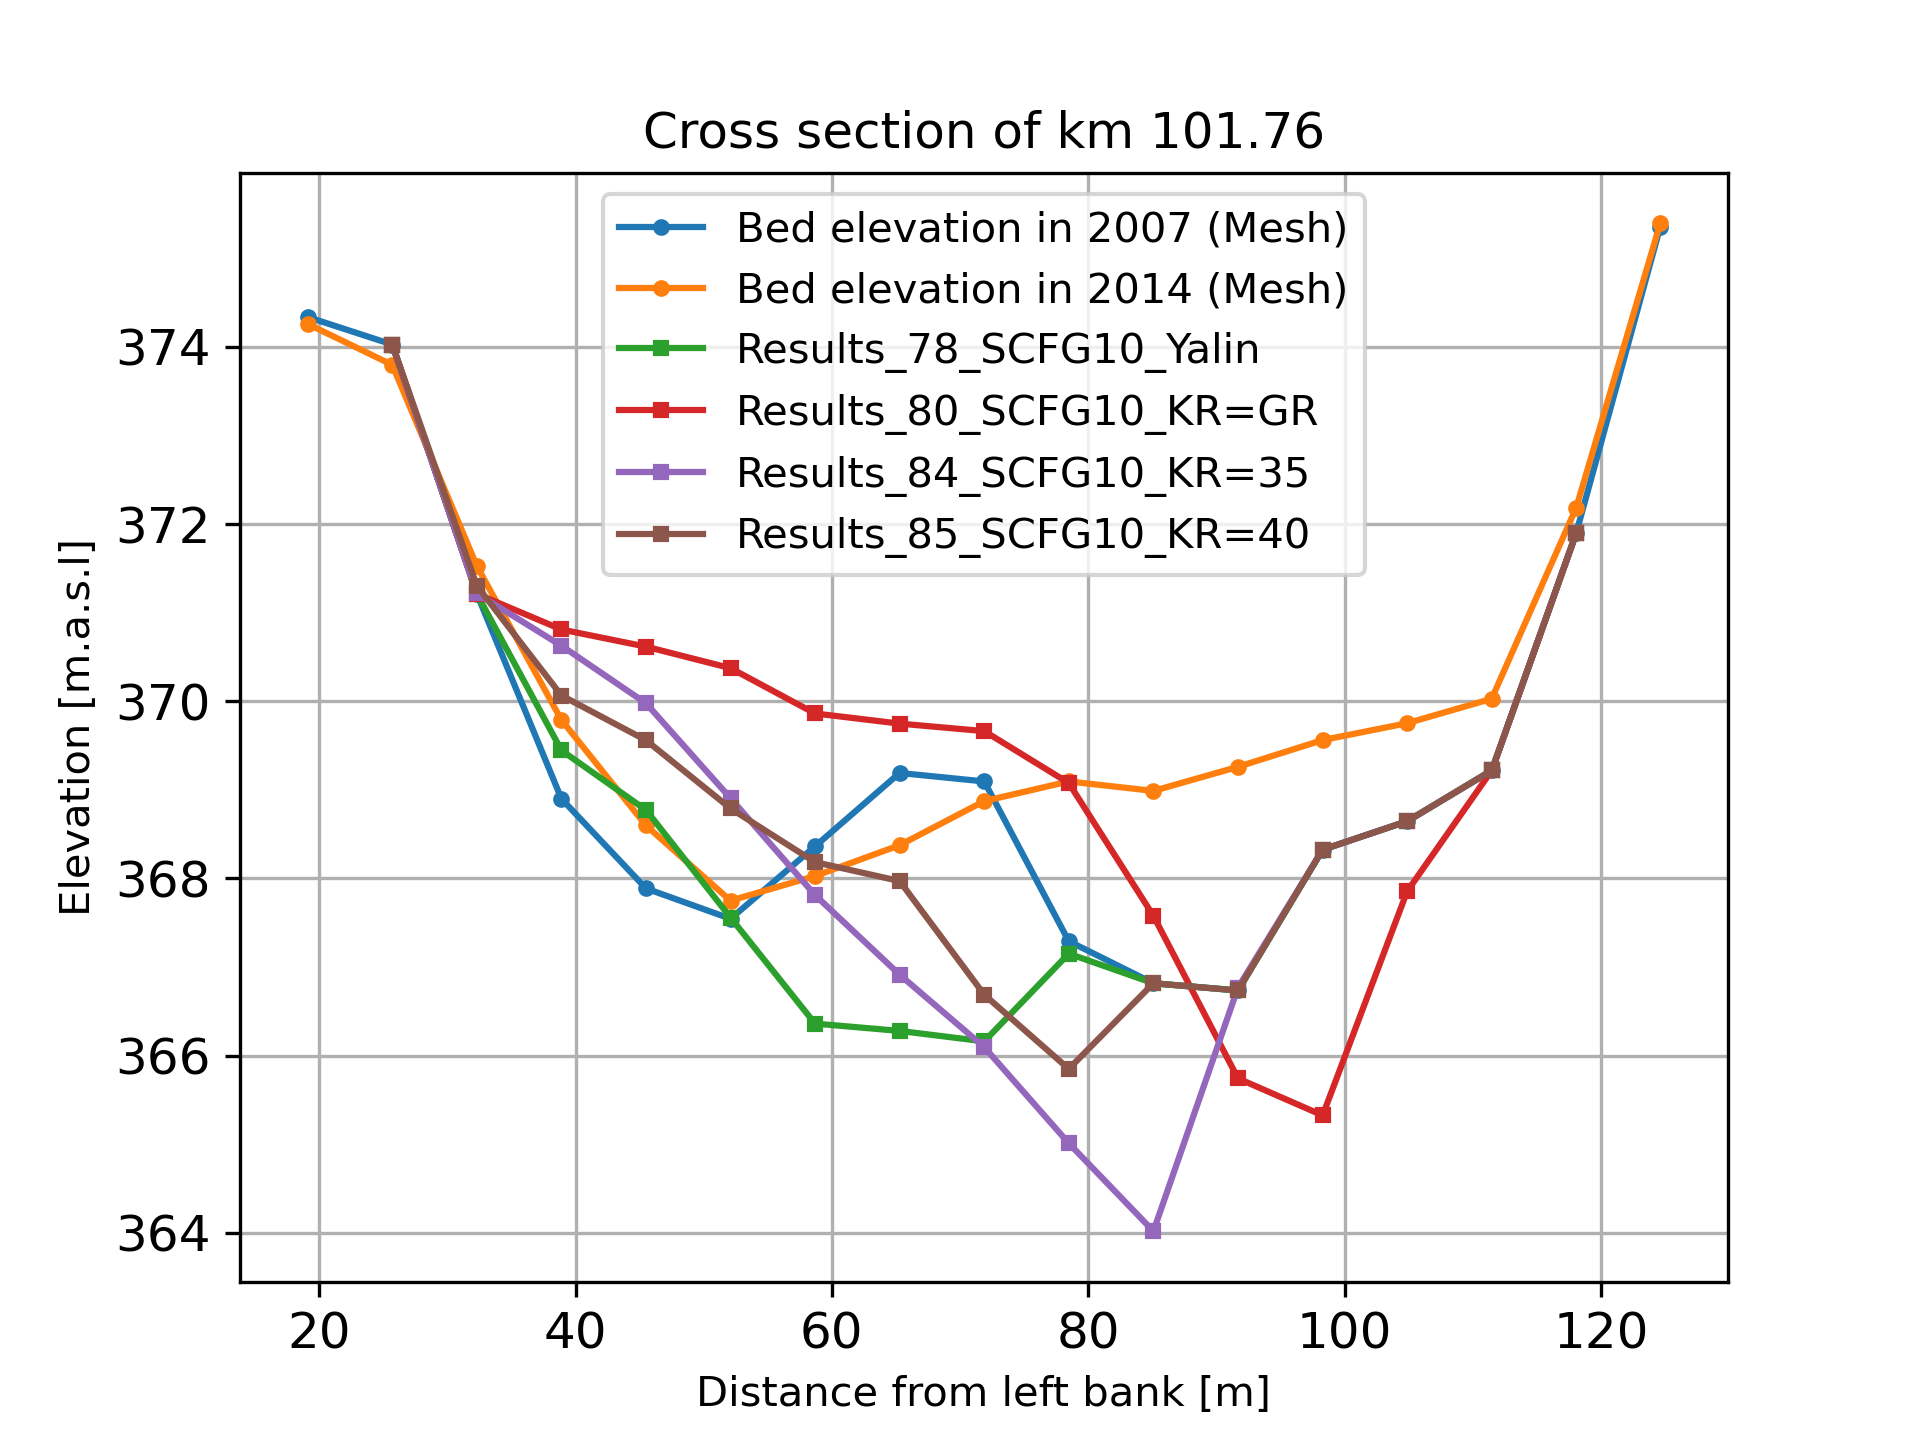 Cross section of km 101.76
Bed elevation in 2007 (Mesh)
Bed elevation in 2014 (Mesh)
Results_78_SCFG10_Yalin
Results_80_SCFG10_KR=GR
Results_84_SCFG10_KR=35
Results_85_SCFG10_KR=40
Elevation [m.a.s.l]
374
372
370
368
366
364
20 40 60 80 100 120
Distance from left bank [m]